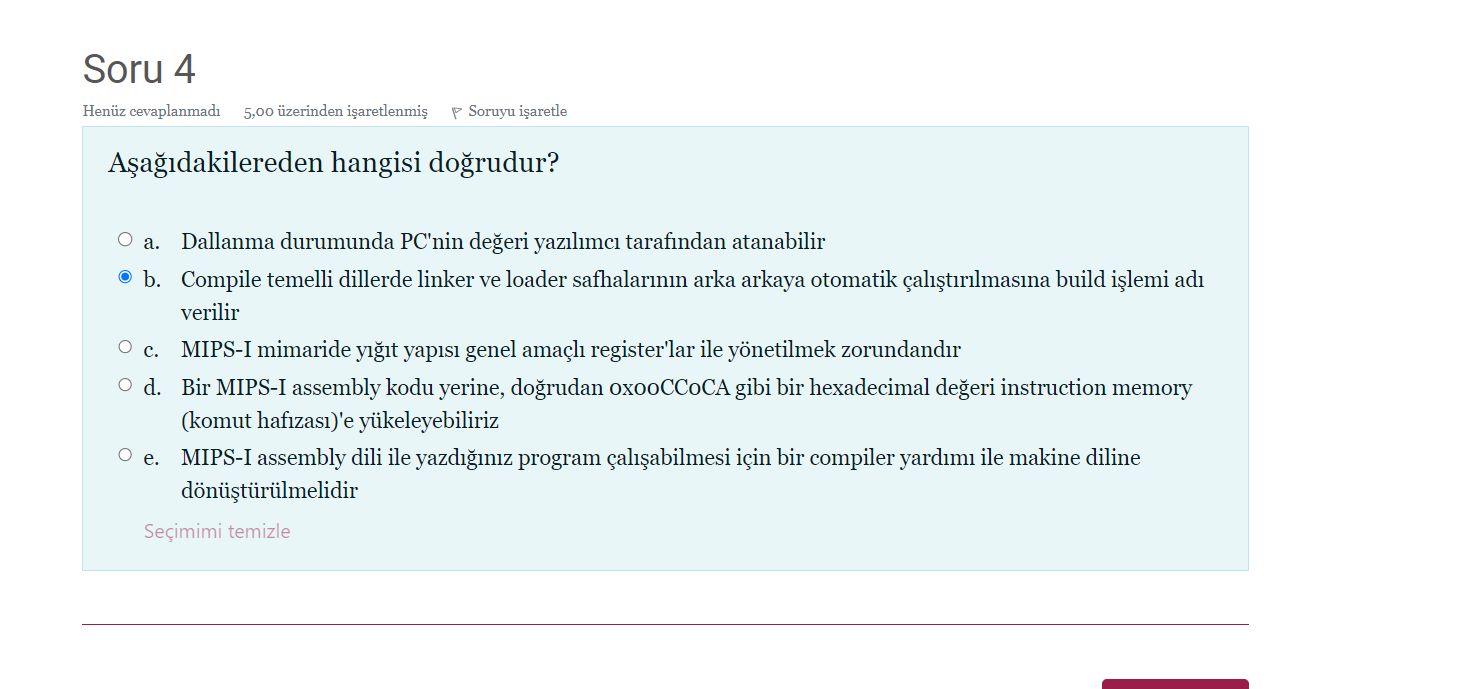 Soru 4
Henüz cevaplanmadı 5,00 üzerinden işaretlenmiş Soruyu işaretle
Aşağıdakilereden hangisi doğrudur?
a. Dallanma durumunda PC'nin değeri yazılımcı tarafından atanabilir
b. Compile temelli dillerde linker ve loader safhalarının arka arkaya otomatik çalıştırılmasına build işlemi adı
verilir
c. MIPS-I mimaride yığıt yapısı genel amaçlı register'lar ile yönetilmek zorundandır
d. Bir MIPS-I assembly kodu yerine, doğrudan 0x00CC0CA gibi bir hexadecimal değeri instruction memory
(komut hafızası)'e yükeleyebiliriz
e. MIPS-I assembly dili ile yazdığınız program çalışabilmesi için bir compiler yardımı ile makine diline
dönüştürülmelidir
Seçimimi temizle